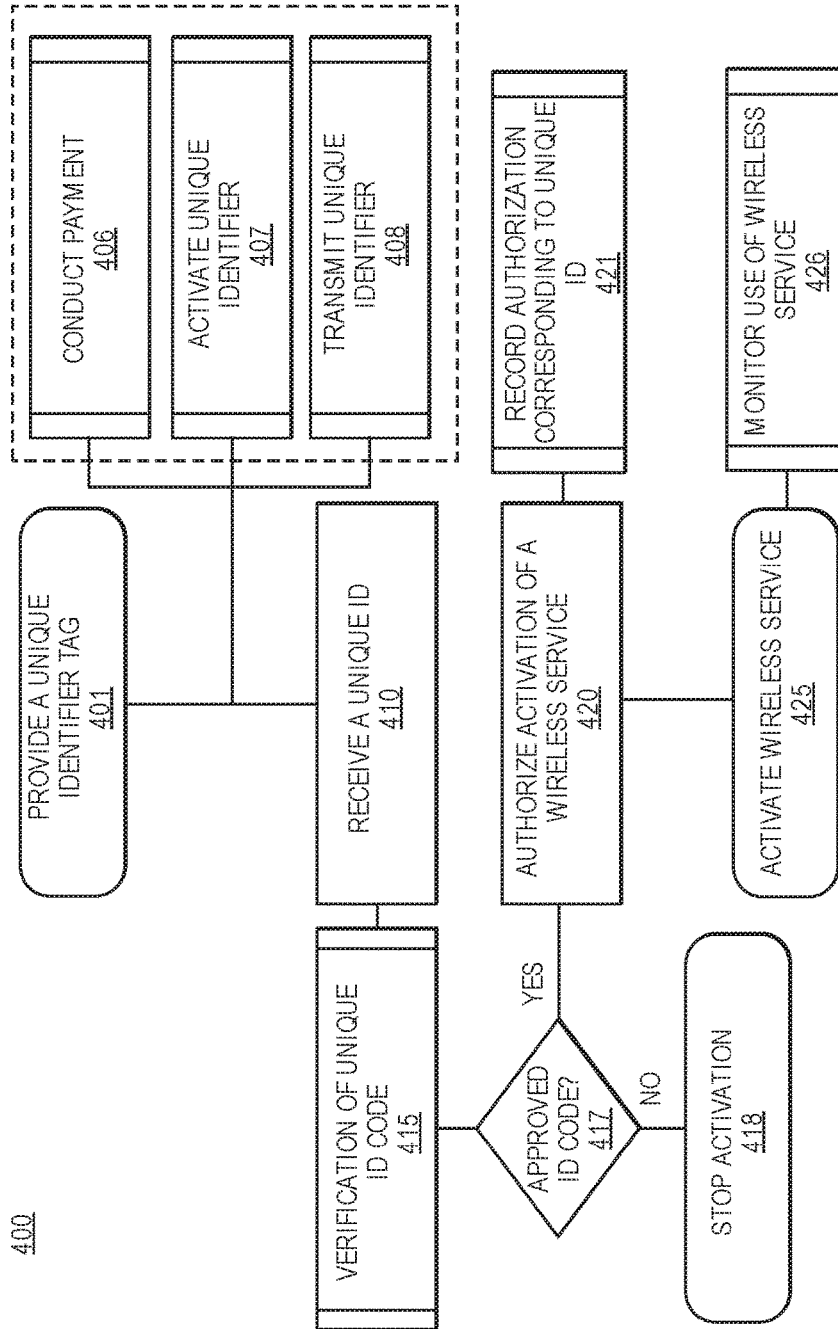 400
PROVIDE A UNIQUE
IDENTIFIER TAG
401
CONDUCT PAYMENT
406
ACTIVATE UNIQUE
IDENTIFIER
407
TRANSMIT UNIQUE
IDENTIFIER
408
RECEIVE A UNIQUE ID
410
VERIFICATION OF UNIQUE
ID CODE
415
APPROVED
ID CODE?
417
YES
NO
STOP ACTIVATION
418
AUTHORIZE ACTIVATION OF A
WIRELESS SERVICE
420
RECORD AUTHORIZATION
CORRESPONDING TO UNIQUE
ID
421
ACTIVATE WIRELESS SERVICE
425
MONITOR USE OF WIRELESS
SERVICE
426